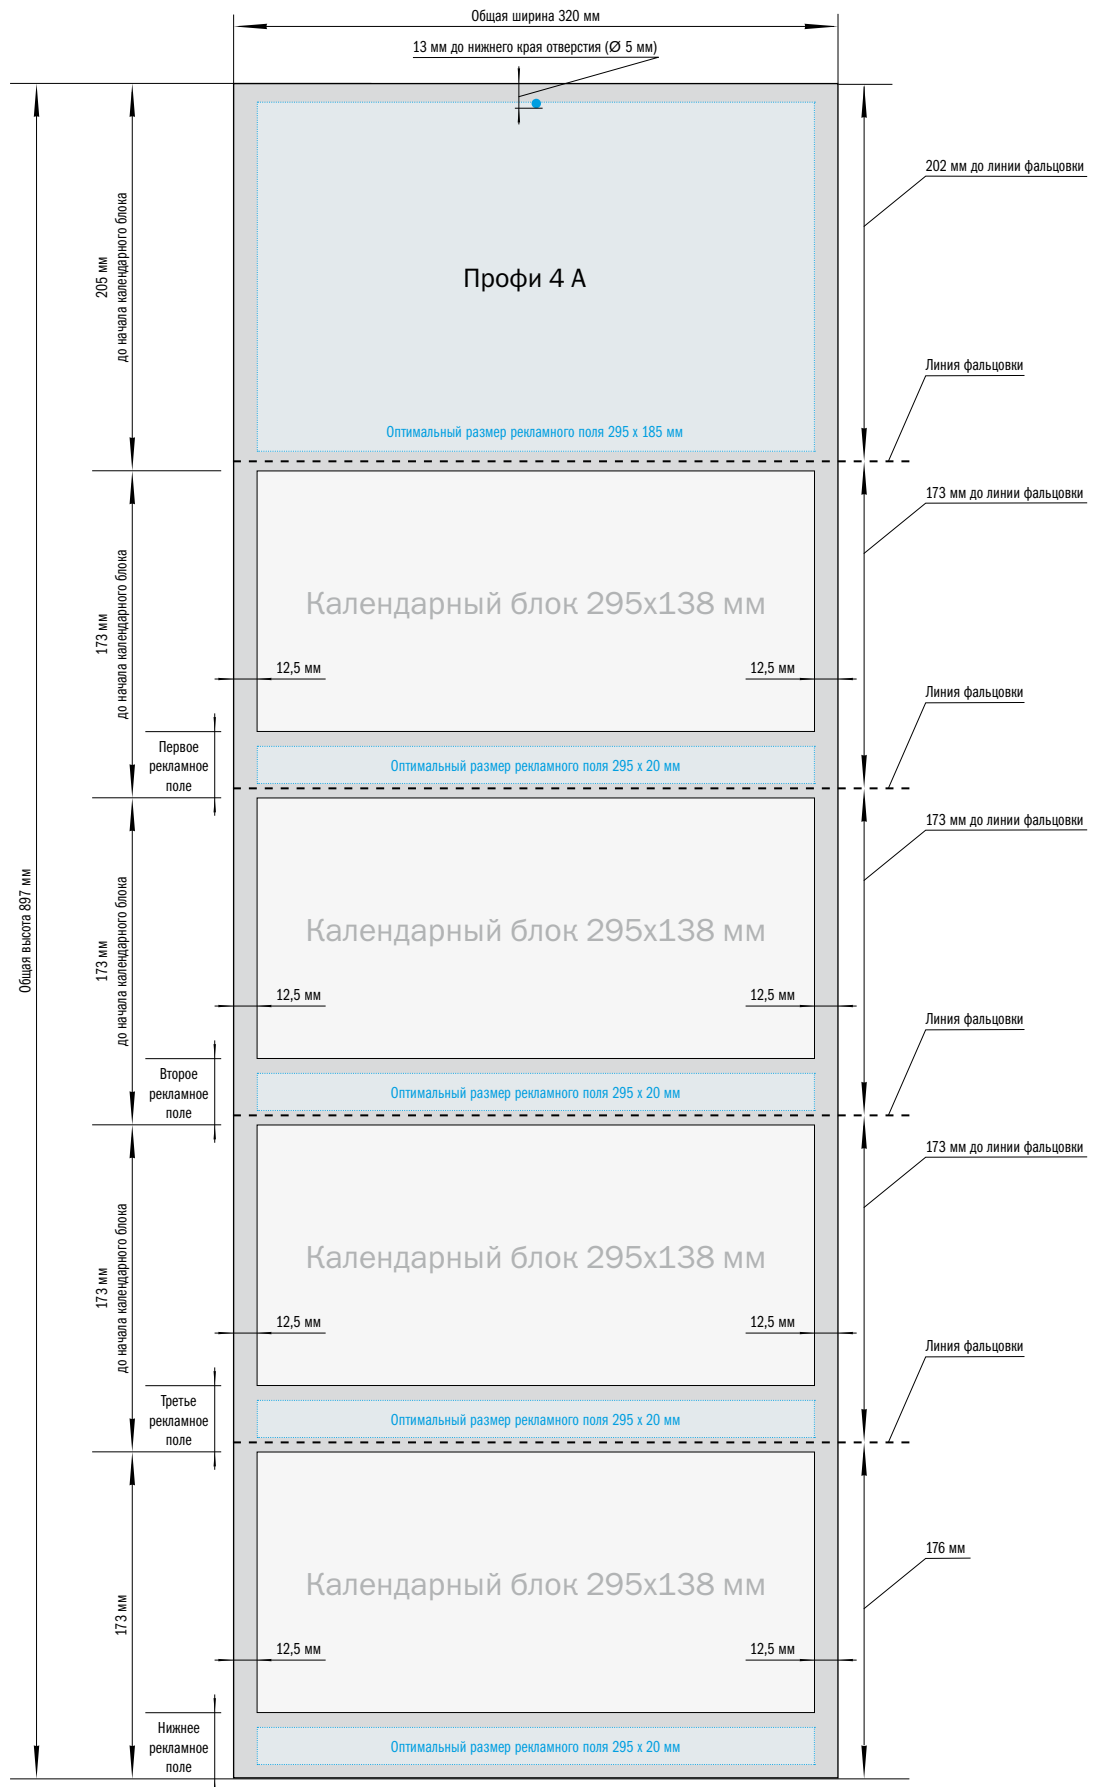 Общая ширина 320 мм
13 мм до нижнего края отверстия (Ø 5 мм)
202 мм до линии фальцовки
205 мм
до начала календарного блока
Профи 4 А
Линия фальцовки
Оптимальный размер рекламного поля 295 х 185 мм
173 мм до линии фальцовки
173 мм
до начала календарного блока
Календарный блок 295х138 мм
12,5 мм
12,5 мм
Линия фальцовки
Первое
рекламное
поле
Оптимальный размер рекламного поля 295 х 20 мм
173 мм до линии фальцовки
Общая высота 897 мм
173 мм
до начала календарного блока
Календарный блок 295х138 мм
12,5 мм
12,5 мм
Линия фальцовки
Второе
рекламное
поле
Оптимальный размер рекламного поля 295 х 20 мм
173 мм до линии фальцовки
173 мм
до начала календарного блока
Календарный блок 295х138 мм
12,5 мм
12,5 мм
Линия фальцовки
Третье
рекламное
поле
Оптимальный размер рекламного поля 295 х 20 мм
176 мм
173 мм
Календарный блок 295х138 мм
12,5 мм
12,5 мм
Нижнее
рекламное
поле
Оптимальный размер рекламного поля 295 х 20 мм